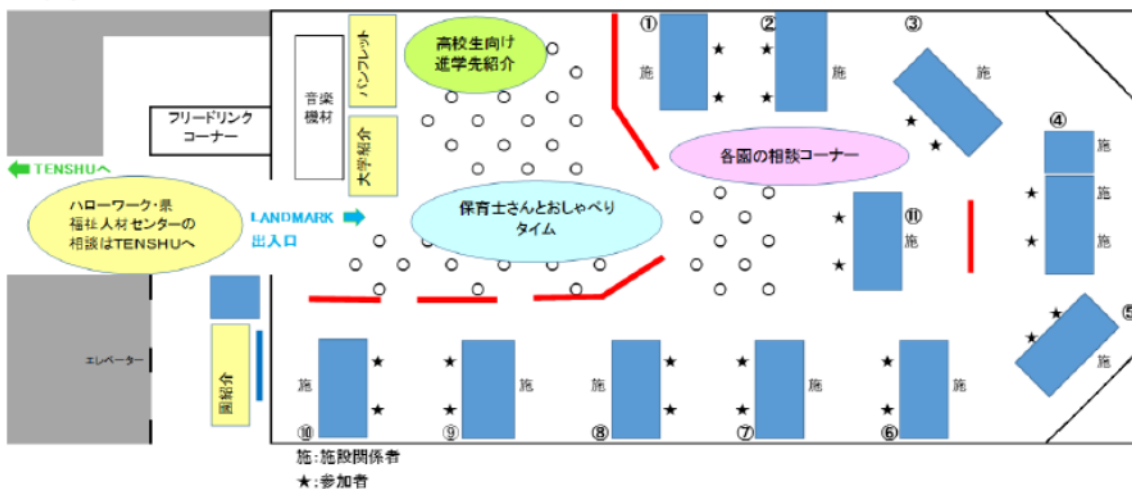 高校生向け
進学先紹介
パンフレット
音楽
機材
大学紹介
フリードリンク
コーナー
TENSHUへ
ハローワーク・県
福祉人材センターの
相談はTENSHUへ
LANDMARK
出入口
保育士さんとおしゃべり
タイム
各園の相談コーナー
① 施 ★ ★
② 施 ★ ★
③ 施 ★ ★
④ 施 施 ★ ★
⑤ 施 ★ ★
⑪ 施 ★ ★
エレベーター
園紹介
⑩ 施 ★ ★
⑨ 施 ★ ★
⑧ 施 ★ ★
⑦ 施 ★ ★
⑥ 施 ★ ★
施:施設関係者
★:参加者